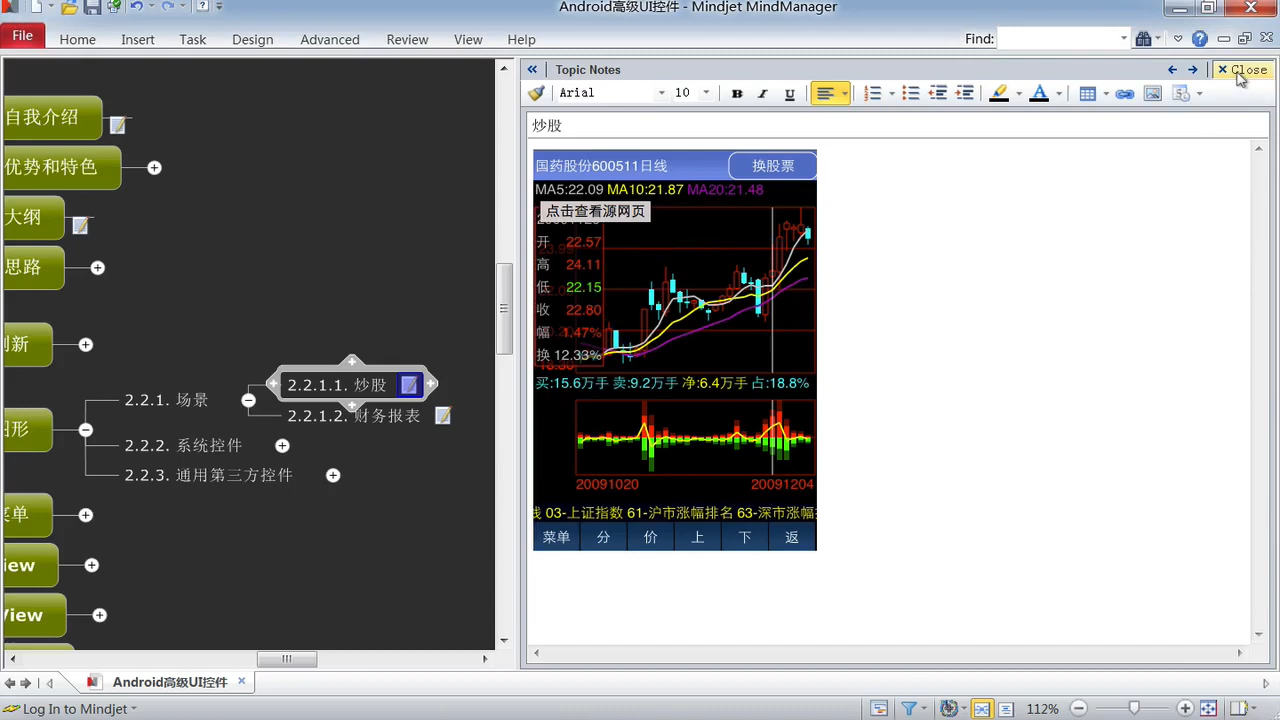 Android高级UI控件 - Mindjet MindManager
File Home Insert Task Design Advanced Review View Help Find:
自我介绍
优势和特色
大纲
思路
刷新
2.2.1.1. 炒股
2.2.1. 场景
2.2.1.2. 财务报表
图形
2.2.2. 系统控件
2.2.3. 通用第三方控件
菜单
iew
View
Topic Notes
Close
Arial 10
炒股
国药股份600511日线 换股票
MA5:22.09 MA10:21.87 MA20:21.48
点击查看源网页
开 22.57
高 24.11
低 22.15
收 22.80
幅 1.47%
换 12.33%
买:15.6万手 卖:9.2万手 净:6.4万手 占:18.8%
20091020 20091204
线 03-上证指数 61-沪市涨幅排名 63-深市涨幅
菜单 分 价 上 下 返
Android高级UI控件
Log In to Mindjet
112%